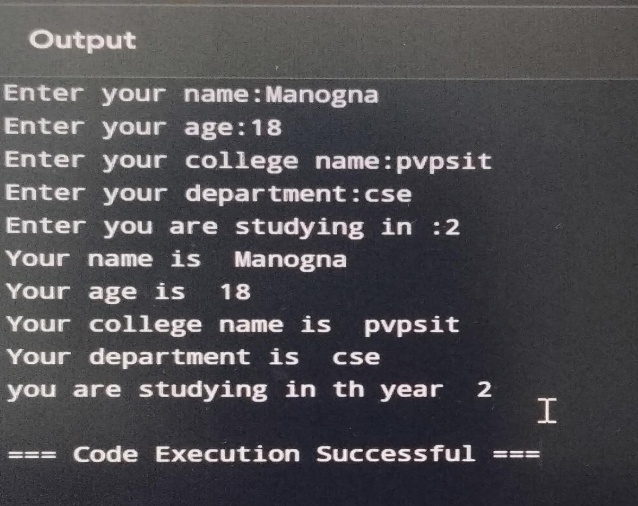 Output
Enter your name:Manogna
Enter your age:18
Enter your college name:pvpsit
Enter your department:cse
Enter you are studying in :2
Your name is  Manogna
Your age is  18
Your college name is  pvpsit
Your department is  cse
you are studying in th year  2
=== Code Execution Successful ===